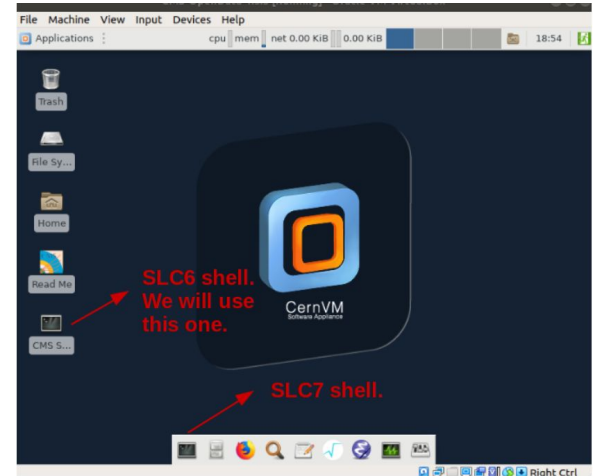 File Machine View Input Devices Help
Applications cpu mem net 0.00 KiB 0.00 KiB 18:54
Trash
File Sy...
Home
Read Me
SLC6 shell.
We will use
this one.
CernVM
Software Appliance
CMS S...
SLC7 shell.
Right Ctrl